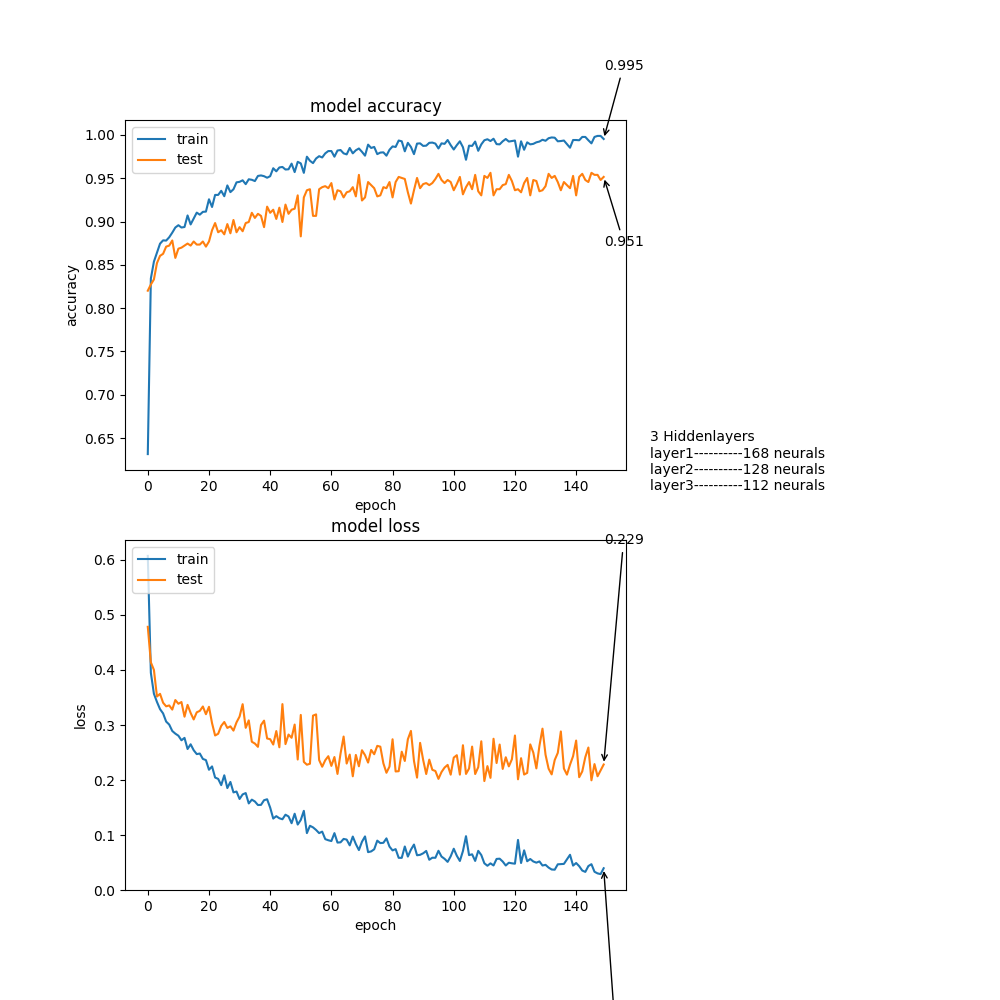 0.995
model accuracy
train
test
1.00
0.95
0.90
0.85
0.80
0.75
0.70
0.65
accuracy
0.951
0 20 40 60 80 100 120 140
epoch
3 Hiddenlayers
layer1----------168 neurals
layer2----------128 neurals
layer3----------112 neurals
model loss
0.229
train
test
0.6
0.5
0.4
0.3
0.2
0.1
0.0
loss
0 20 40 60 80 100 120 140
epoch